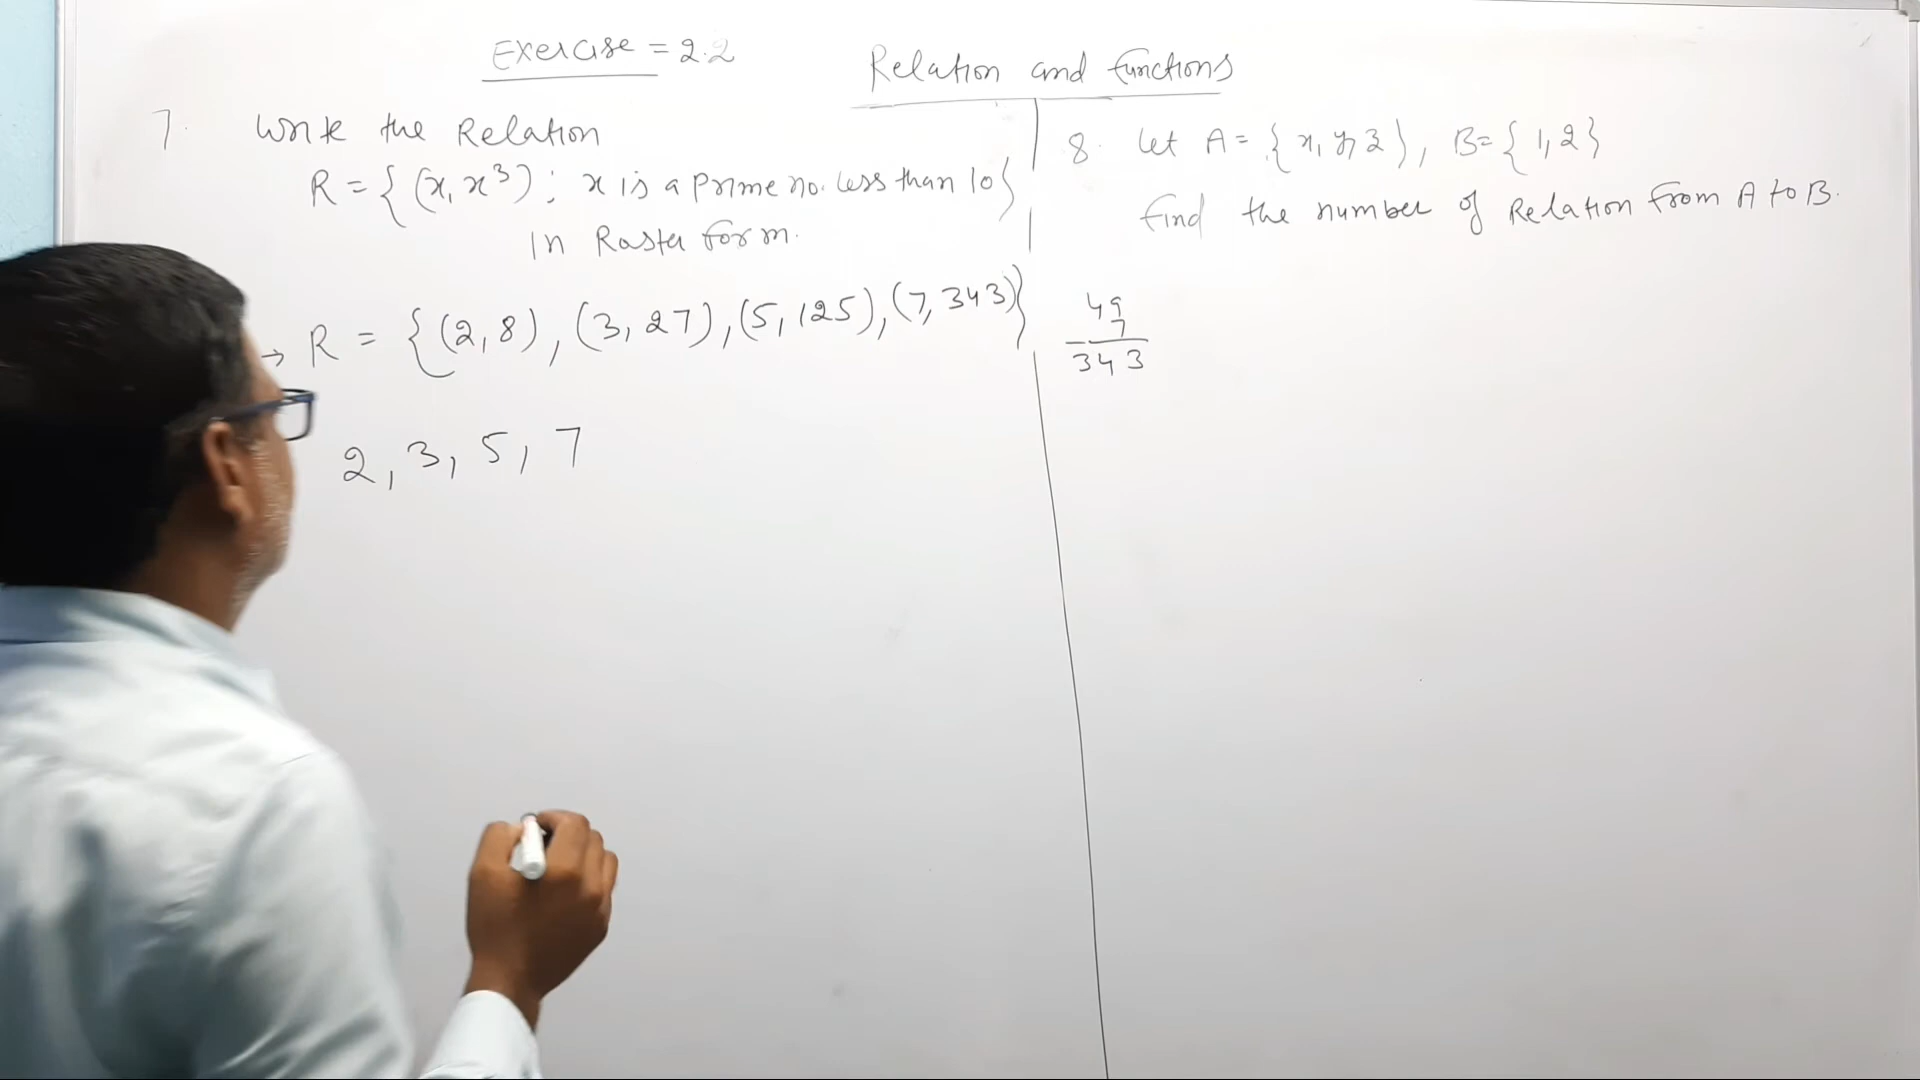 Exercise = 2.2
Relation and functions
7. Write the Relation
R = { (x, x³) ; x is a prime no. less than 10 }
in Raster form.
→ R = { (2,8), (3,27), (5,125), (7,343) }
2, 3, 5, 7
8. Let A = { x, y, z }, B = { 1, 2 }
find the number of Relation from A to B.
49
7
343